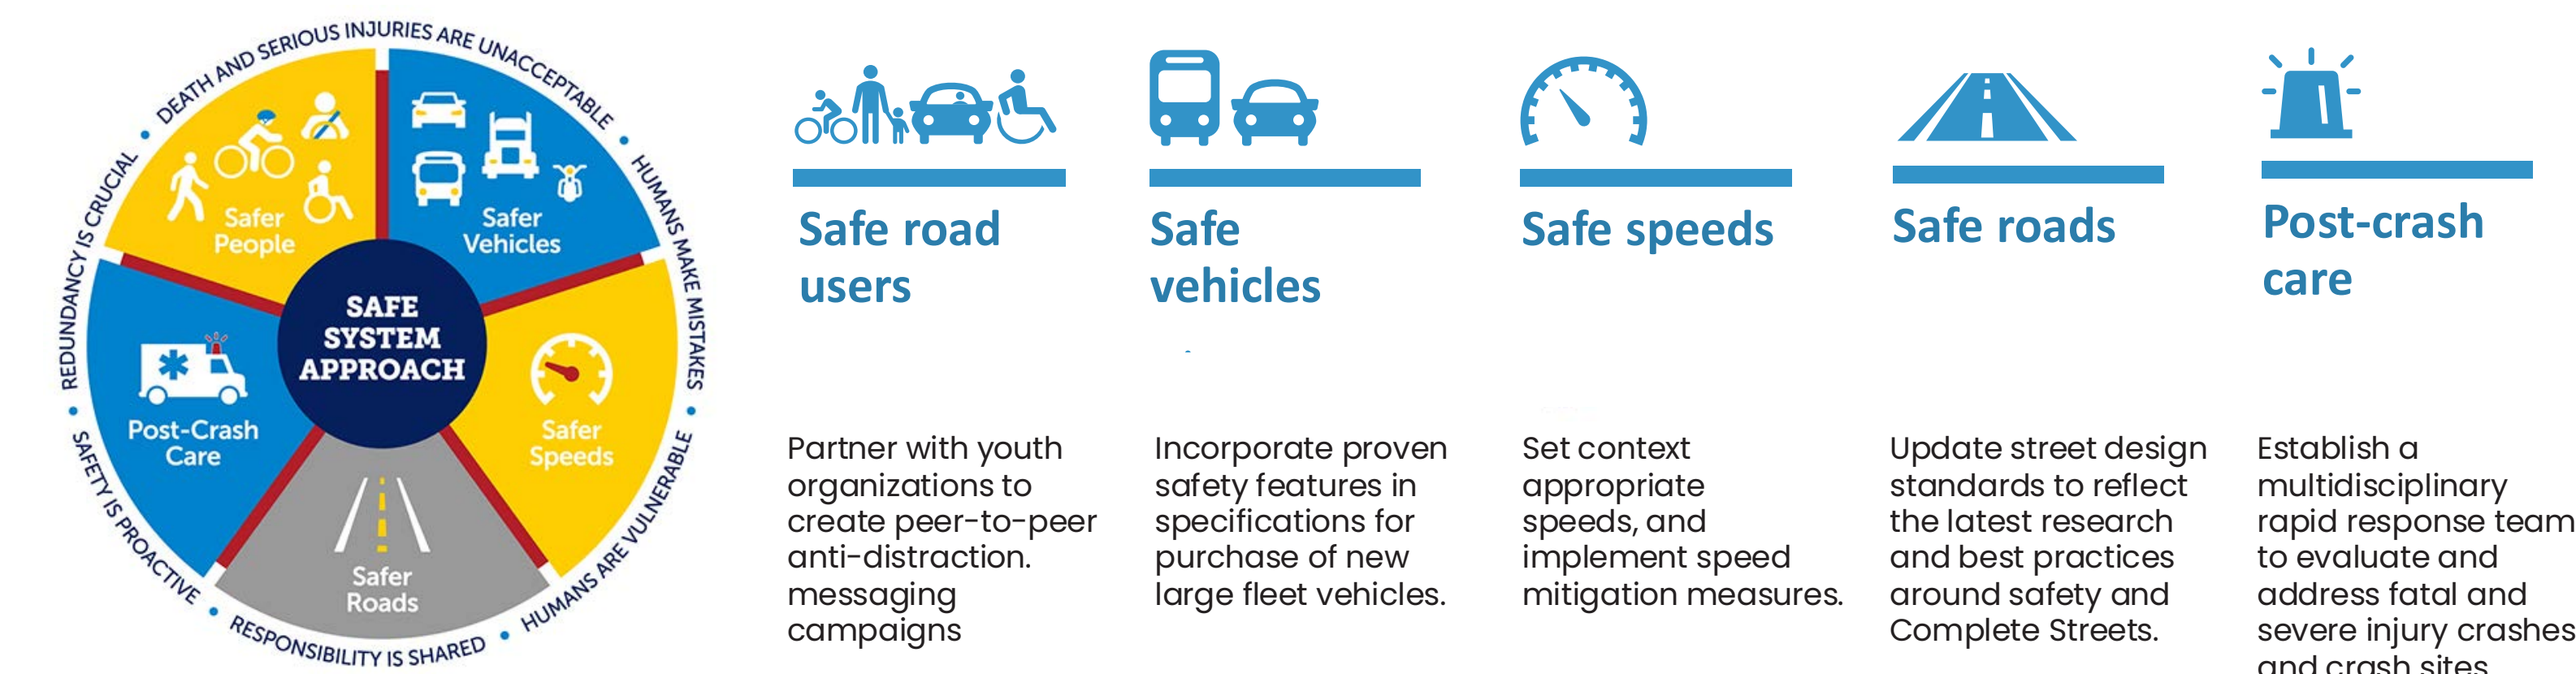 DEATH AND SERIOUS INJURIES ARE UNACCEPTABLE
HUMANS MAKE MISTAKES
HUMANS ARE VULNERABLE
RESPONSIBILITY IS SHARED
SAFETY IS PROACTIVE
REDUNDANCY IS CRUCIAL
Safer
People
Safer
Vehicles
SAFE
SYSTEM
APPROACH
Post-Crash
Care
Safer
Speeds
Safer
Roads
Safe road
users
Partner with youth
organizations to
create peer-to-peer
anti-distraction.
messaging
campaigns
Safe
vehicles
Incorporate proven
safety features in
specifications for
purchase of new
large fleet vehicles.
Safe speeds
Set context
appropriate
speeds, and
implement speed
mitigation measures.
Safe roads
Update street design
standards to reflect
the latest research
and best practices
around safety and
Complete Streets.
Post-crash
care
Establish a
multidisciplinary
rapid response team
to evaluate and
address fatal and
severe injury crashes
and crash sites